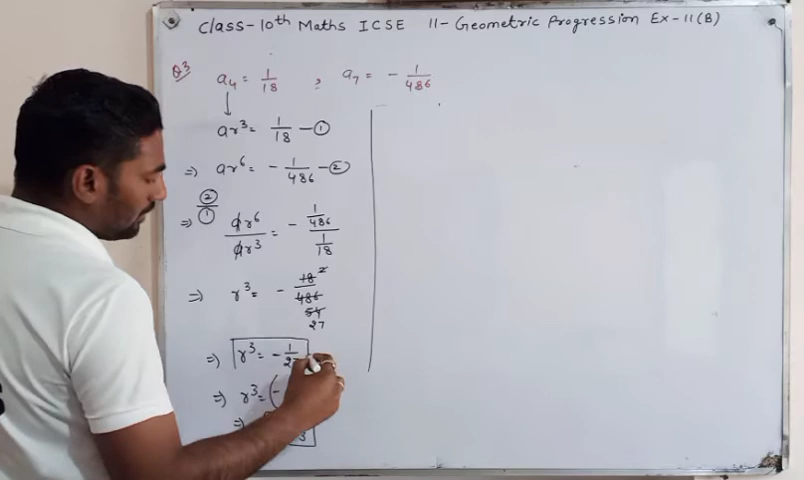 Class-10th Maths ICSE 11-Geometric Progression Ex-11(B)
Q3 a₄ = 1/18 ; a₇ = - 1/486
ar³ = 1/18 - ①
⇒ ar⁶ = - 1/486 - ②
⇒ ②/① ar⁶/ar³ = - (1/486)/(1/18)
⇒ r³ = - 18/486 2 54 27
⇒ r³ = - 1/27
⇒ r³ = (-
⇒ 3